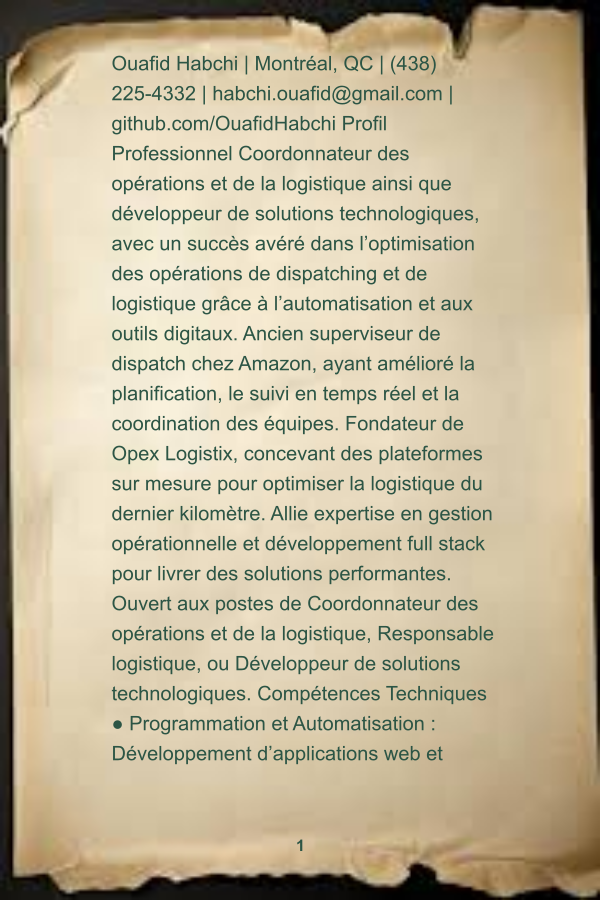 Ouafid Habchi | Montréal, QC | (438)
225-4332 | habchi.ouafid@gmail.com |
github.com/OuafidHabchi Profil
Professionnel Coordonnateur des
opérations et de la logistique ainsi que
développeur de solutions technologiques,
avec un succès avéré dans l’optimisation
des opérations de dispatching et de
logistique grâce à l’automatisation et aux
outils digitaux. Ancien superviseur de
dispatch chez Amazon, ayant amélioré la
planification, le suivi en temps réel et la
coordination des équipes. Fondateur de
Opex Logistix, concevant des plateformes
sur mesure pour optimiser la logistique du
dernier kilomètre. Allie expertise en gestion
opérationnelle et développement full stack
pour livrer des solutions performantes.
Ouvert aux postes de Coordonnateur des
opérations et de la logistique, Responsable
logistique, ou Développeur de solutions
technologiques. Compétences Techniques
● Programmation et Automatisation :
Développement d’applications web et
1